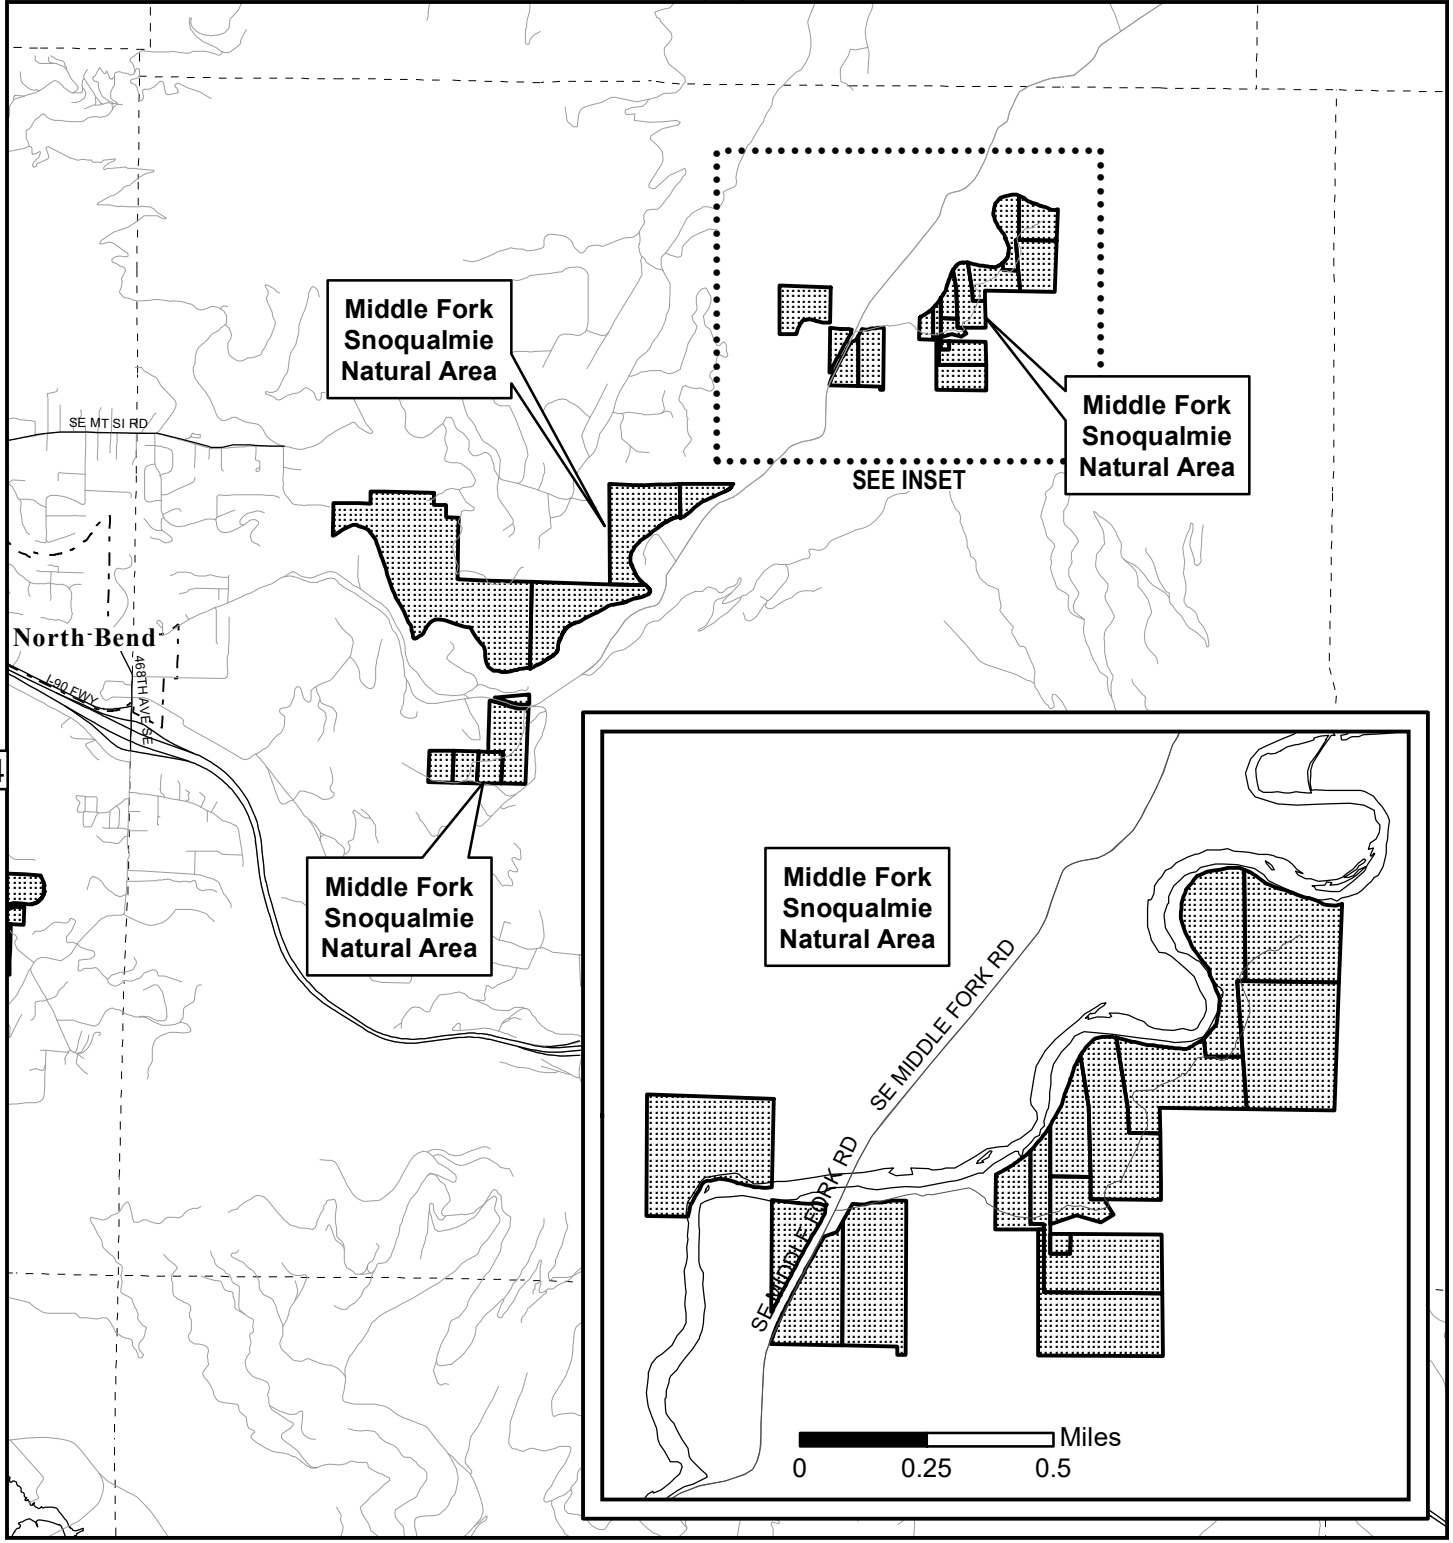 Middle Fork
Snoqualmie
Natural Area
SE MT SI RD
Middle Fork
Snoqualmie
Natural Area
SEE INSET
North Bend
I-90 FWY
468TH AVE SE
Middle Fork
Snoqualmie
Natural Area
Middle Fork
Snoqualmie
Natural Area
SE MIDDLE FORK RD
SE MIDDLE FORK RD
Miles
0 0.25 0.5